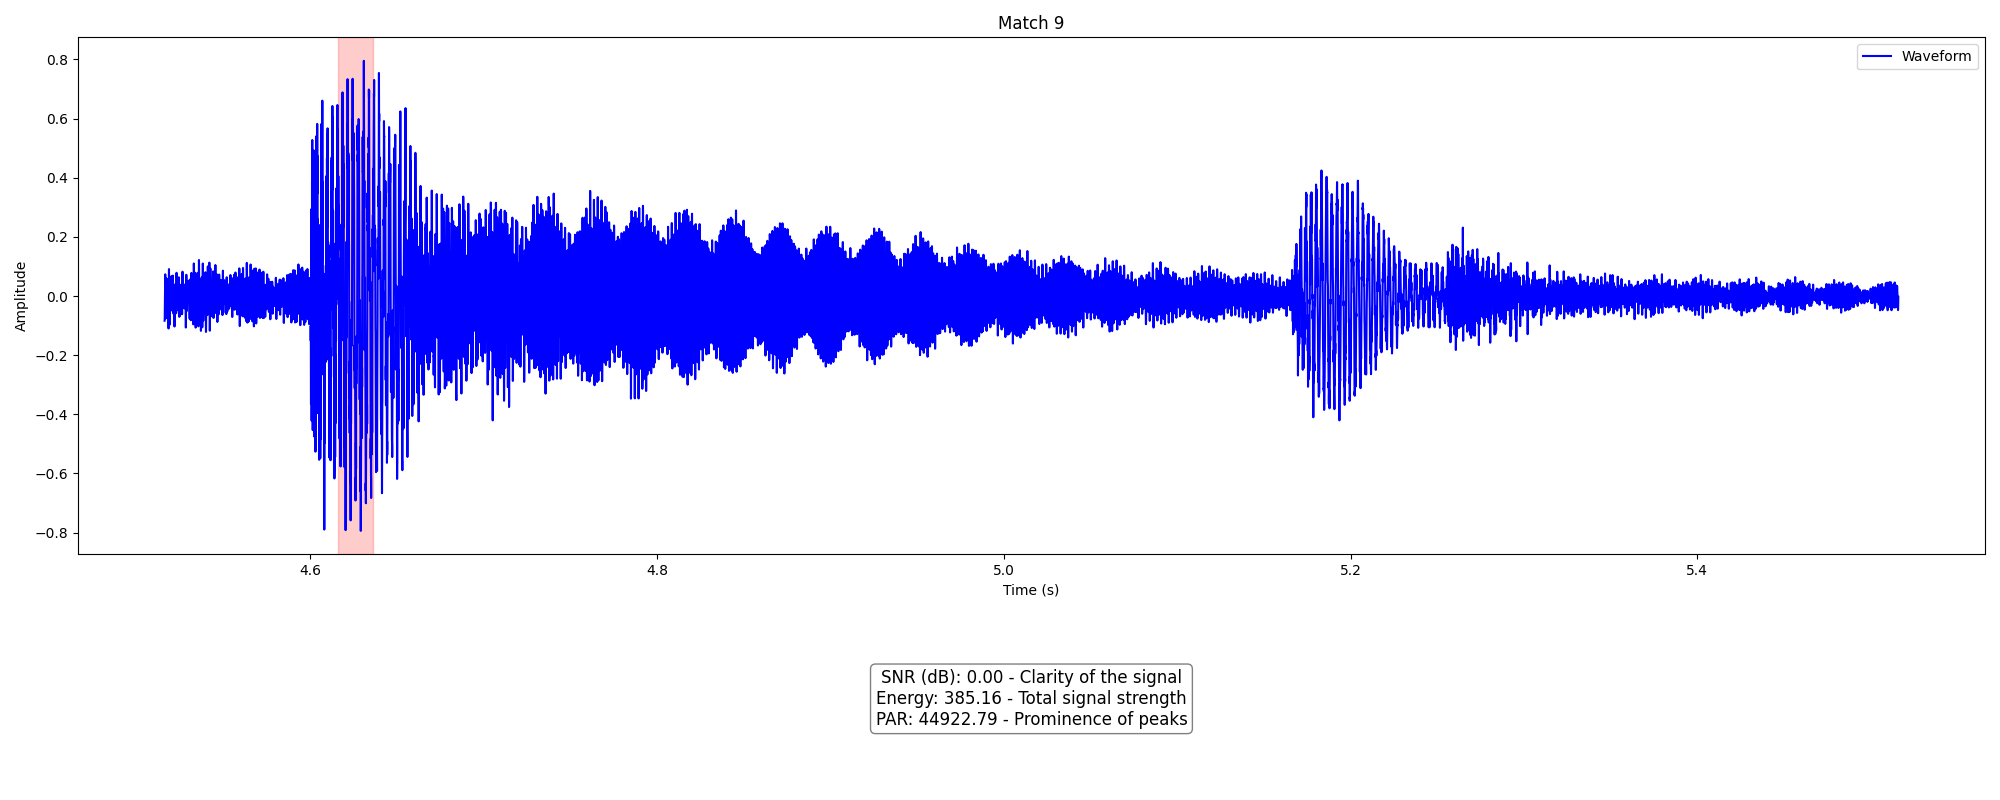 Match 9
Waveform
Amplitude
0.8
0.6
0.4
0.2
0.0
−0.2
−0.4
−0.6
−0.8
4.6 4.8 5.0 5.2 5.4
Time (s)
SNR (dB): 0.00 - Clarity of the signal
Energy: 385.16 - Total signal strength
PAR: 44922.79 - Prominence of peaks